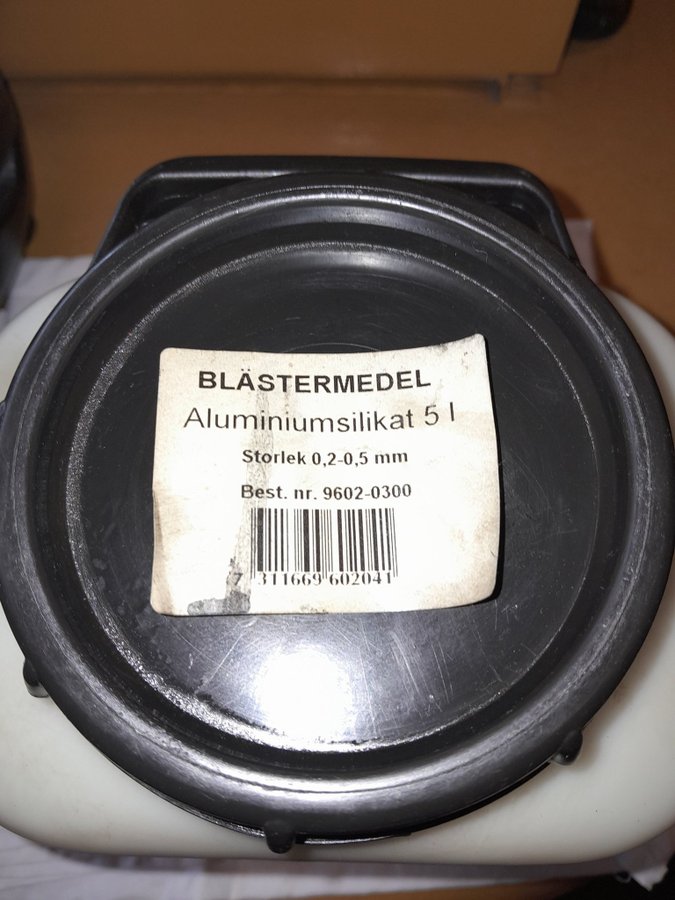 BLÄSTERMEDEL
Aluminiumsilikat 5 l
Storlek 0,2-0,5 mm
Best. nr. 9602-0300
7 311669 602041